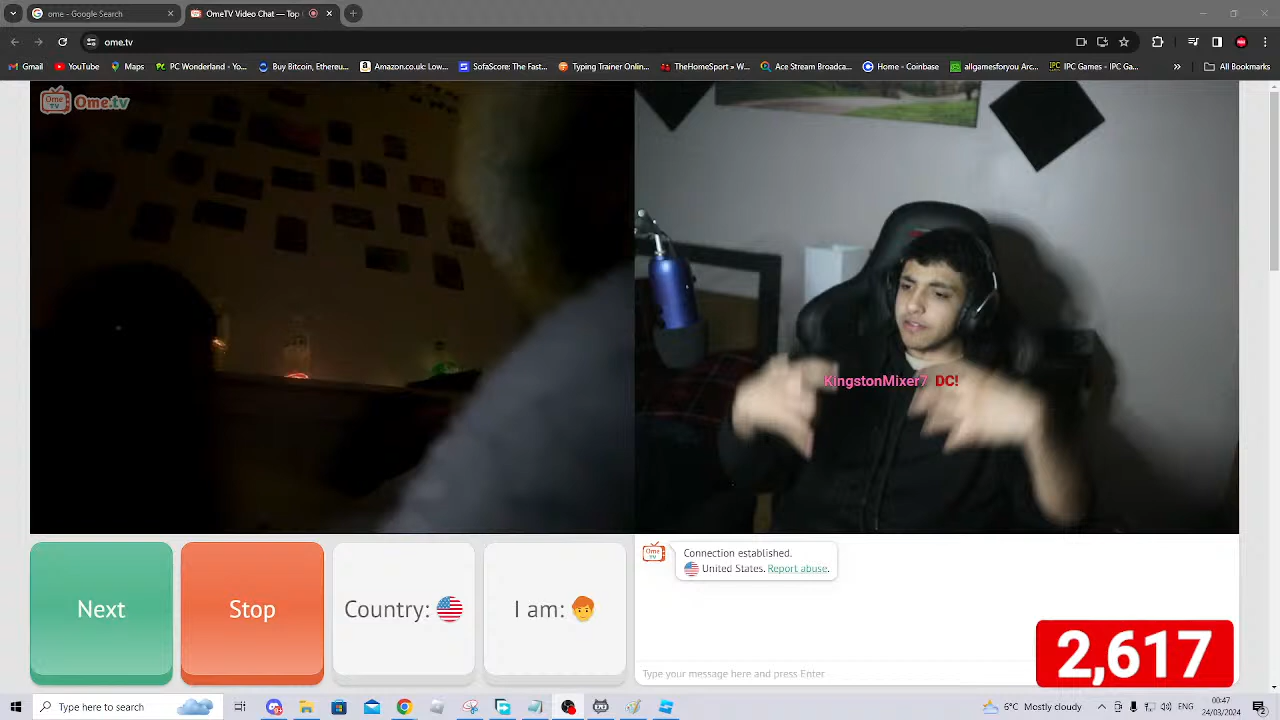 ome - Google Search
OmeTV Video Chat — Top
ome.tv
Gmail
YouTube
Maps
PC Wonderland - Yo...
Buy Bitcoin, Ethereu...
Amazon.co.uk: Low...
SofaScore: The Fast...
Typing Trainer Onlin...
TheHomeTrust - W...
Ace Stream Broadca...
Home - Coinbase
allgamesforyou Arc...
IPC Games - IPC Ga...
All Bookmarks
Ome.tv
KingstonMixer7 DC!
Connection established.
United States. Report abuse.
Next
Stop
Country:
I am:
Type your message here and press Enter
2,617
Type here to search
5°C Mostly cloudy
ENG
00:47
24/03/2024